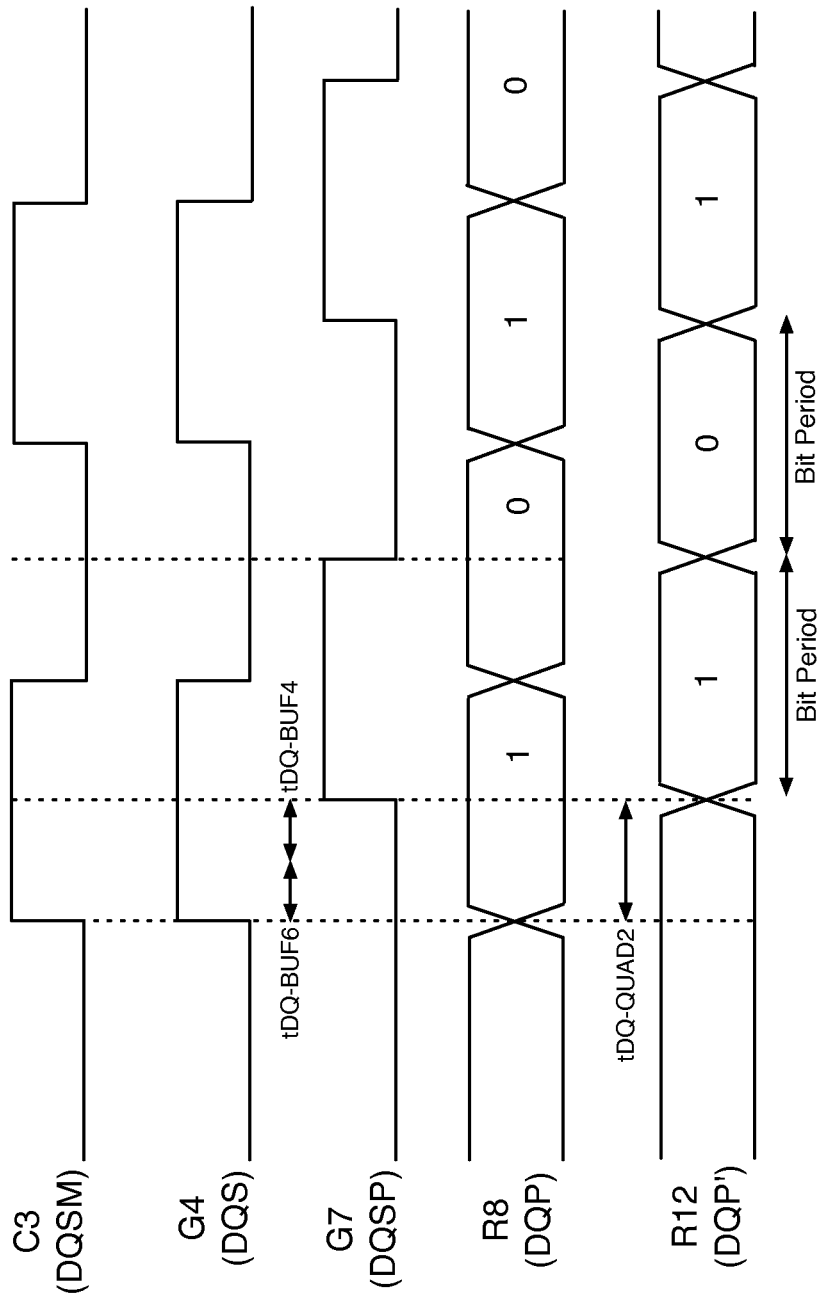 C3
(DQSM)
G4
(DQS)
tDQ-BUF6
tDQ-BUF4
G7
(DQSP)
R8
(DQP)
1
0
1
0
tDQ-QUAD2
R12
(DQP')
1
0
1
Bit Period
Bit Period